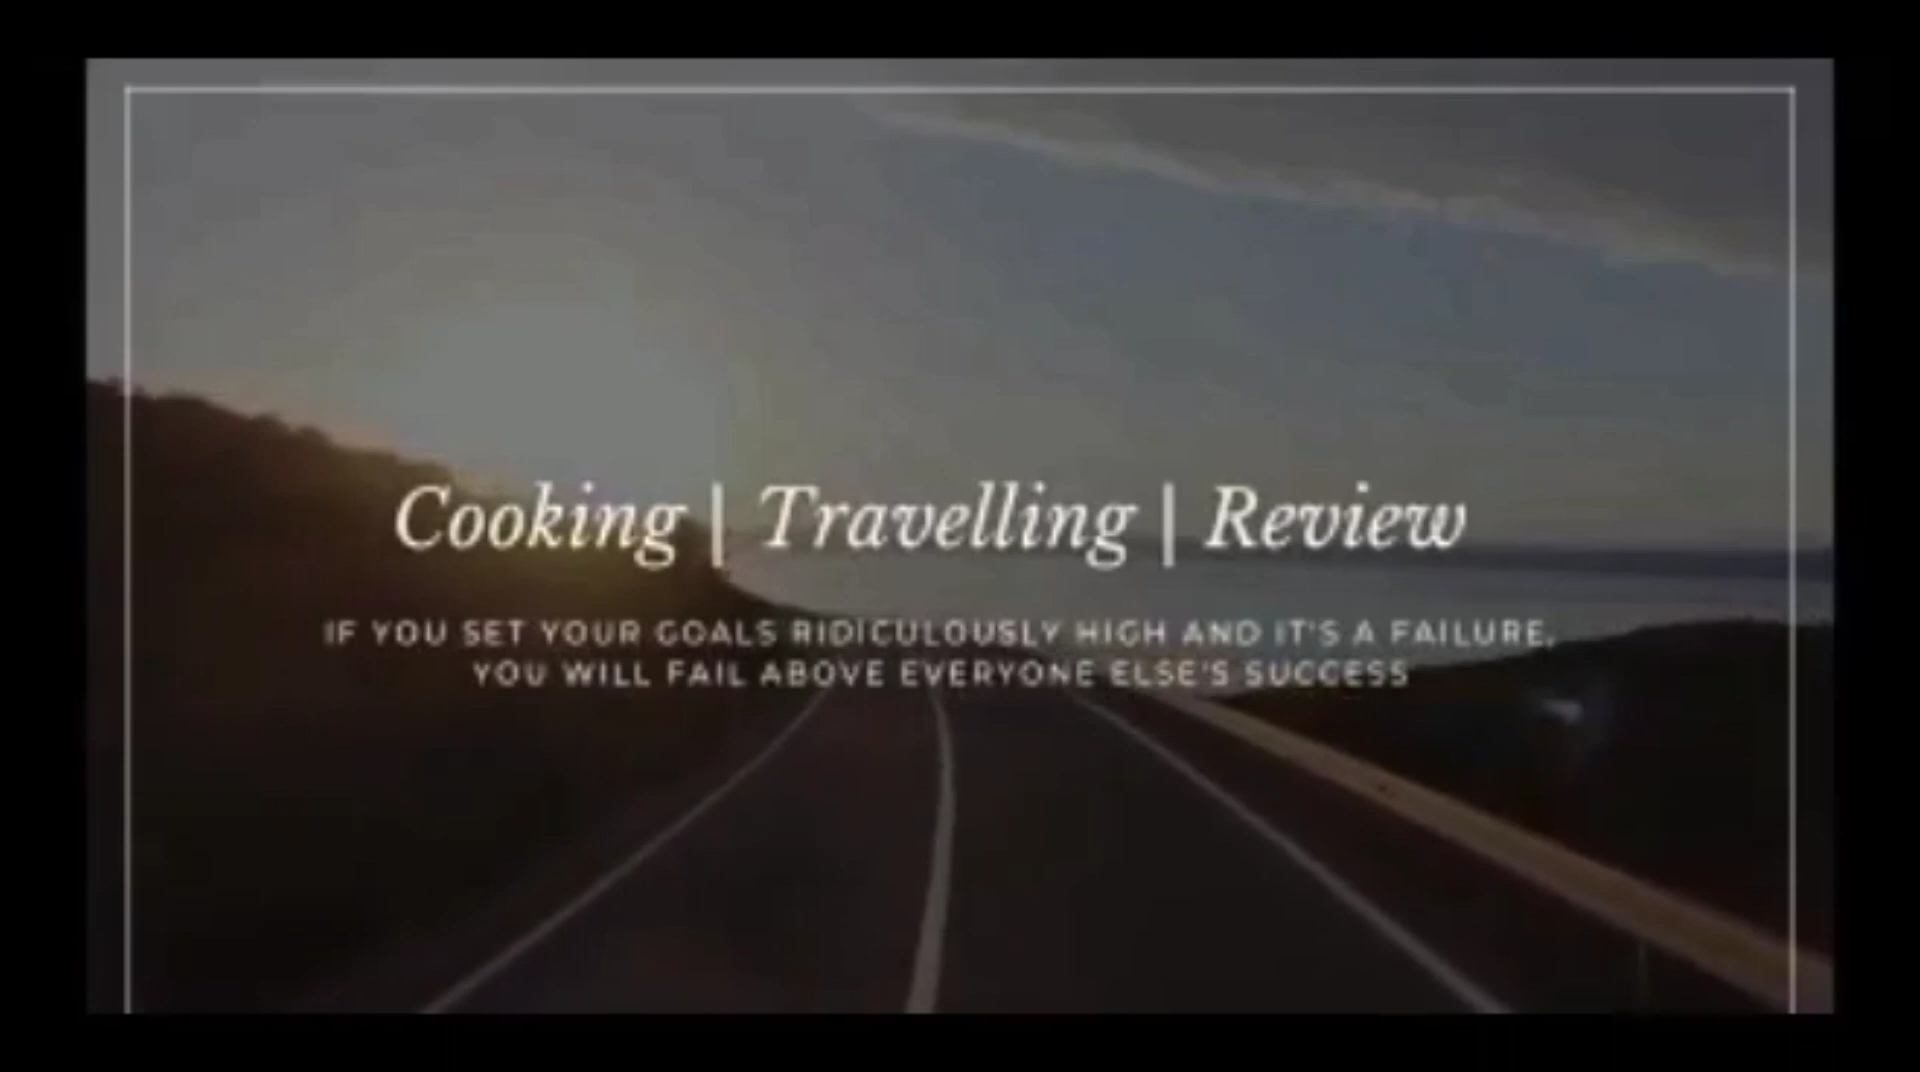 Cooking | Travelling | Review
IF YOU SET YOUR GOALS RIDICULOUSLY HIGH AND IT'S A FAILURE,
YOU WILL FAIL ABOVE EVERYONE ELSE'S SUCCESS